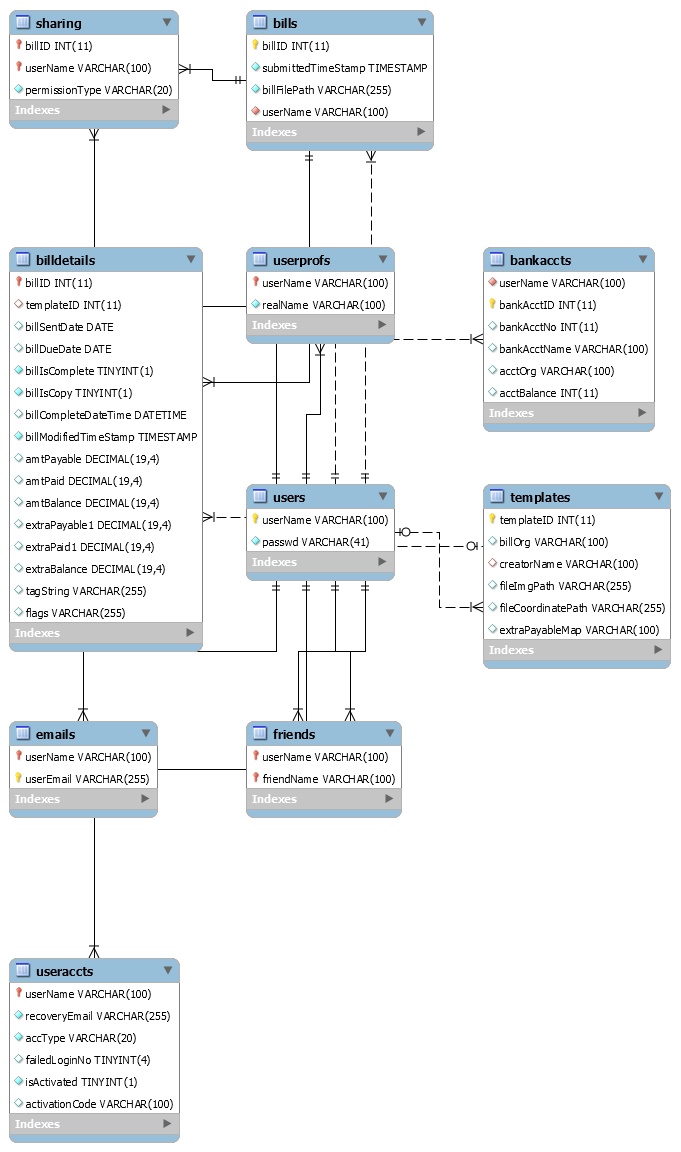 sharing
billID INT(11)
userName VARCHAR(100)
permissionType VARCHAR(20)
Indexes
bills
billID INT(11)
submittedTimeStamp TIMESTAMP
billFilePath VARCHAR(255)
userName VARCHAR(100)
Indexes
billdetails
billID INT(11)
templateID INT(11)
billSentDate DATE
billDueDate DATE
billIsComplete TINYINT(1)
billIsCopy TINYINT(1)
billCompleteDateTime DATETIME
billModifiedTimeStamp TIMESTAMP
amtPayable DECIMAL(19,4)
amtPaid DECIMAL(19,4)
amtBalance DECIMAL(19,4)
extraPayable1 DECIMAL(19,4)
extraPaid1 DECIMAL(19,4)
extraBalance DECIMAL(19,4)
tagString VARCHAR(255)
flags VARCHAR(255)
Indexes
userprofs
userName VARCHAR(100)
realName VARCHAR(100)
Indexes
bankaccts
userName VARCHAR(100)
bankAcctID INT(11)
bankAcctNo INT(11)
bankAcctName VARCHAR(100)
acctOrg VARCHAR(100)
acctBalance INT(11)
Indexes
users
userName VARCHAR(100)
passwd VARCHAR(41)
Indexes
templates
templateID INT(11)
billOrg VARCHAR(100)
creatorName VARCHAR(100)
fileImgPath VARCHAR(255)
fileCoordinatePath VARCHAR(255)
extraPayableMap VARCHAR(100)
Indexes
emails
userName VARCHAR(100)
userEmail VARCHAR(255)
Indexes
friends
userName VARCHAR(100)
friendName VARCHAR(100)
Indexes
useraccts
userName VARCHAR(100)
recoveryEmail VARCHAR(255)
accType VARCHAR(20)
failedLoginNo TINYINT(4)
isActivated TINYINT(1)
activationCode VARCHAR(100)
Indexes